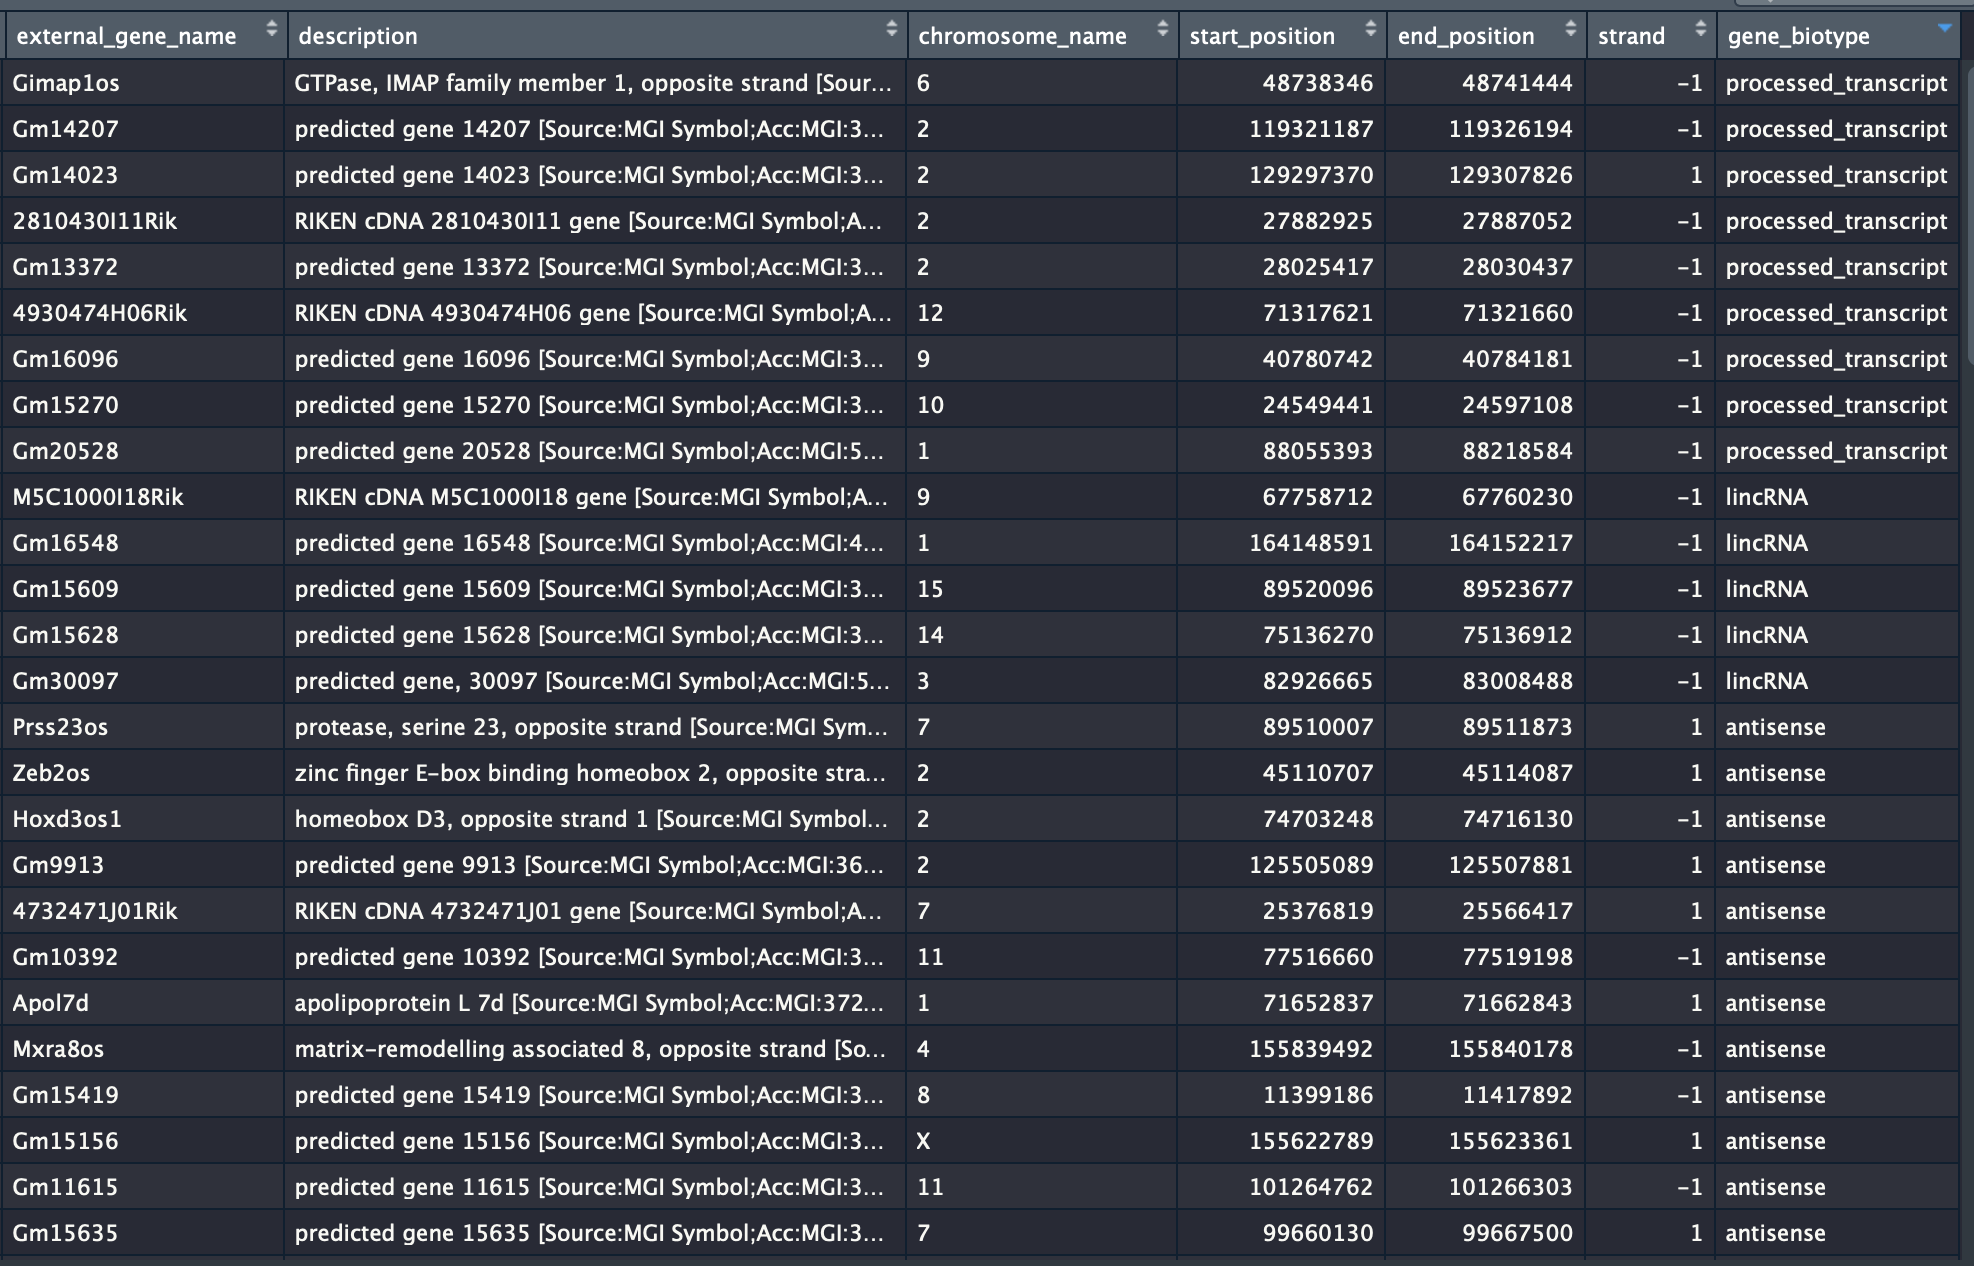 external_gene_name description chromosome_name start_position end_position strand gene_biotype
Gimap1os GTPase, IMAP family member 1, opposite strand [Sour... 6 48738346 48741444 -1 processed_transcript
Gm14207 predicted gene 14207 [Source:MGI Symbol;Acc:MGI:3... 2 119321187 119326194 -1 processed_transcript
Gm14023 predicted gene 14023 [Source:MGI Symbol;Acc:MGI:3... 2 129297370 129307826 1 processed_transcript
2810430I11Rik RIKEN cDNA 2810430I11 gene [Source:MGI Symbol;A... 2 27882925 27887052 -1 processed_transcript
Gm13372 predicted gene 13372 [Source:MGI Symbol;Acc:MGI:3... 2 28025417 28030437 -1 processed_transcript
4930474H06Rik RIKEN cDNA 4930474H06 gene [Source:MGI Symbol;A... 12 71317621 71321660 -1 processed_transcript
Gm16096 predicted gene 16096 [Source:MGI Symbol;Acc:MGI:3... 9 40780742 40784181 -1 processed_transcript
Gm15270 predicted gene 15270 [Source:MGI Symbol;Acc:MGI:3... 10 24549441 24597108 -1 processed_transcript
Gm20528 predicted gene 20528 [Source:MGI Symbol;Acc:MGI:5... 1 88055393 88218584 -1 processed_transcript
M5C1000I18Rik RIKEN cDNA M5C1000I18 gene [Source:MGI Symbol;A... 9 67758712 67760230 -1 lincRNA
Gm16548 predicted gene 16548 [Source:MGI Symbol;Acc:MGI:4... 1 164148591 164152217 -1 lincRNA
Gm15609 predicted gene 15609 [Source:MGI Symbol;Acc:MGI:3... 15 89520096 89523677 -1 lincRNA
Gm15628 predicted gene 15628 [Source:MGI Symbol;Acc:MGI:3... 14 75136270 75136912 -1 lincRNA
Gm30097 predicted gene, 30097 [Source:MGI Symbol;Acc:MGI:5... 3 82926665 83008488 -1 lincRNA
Prss23os protease, serine 23, opposite strand [Source:MGI Sym... 7 89510007 89511873 1 antisense
Zeb2os zinc finger E-box binding homeobox 2, opposite stra... 2 45110707 45114087 1 antisense
Hoxd3os1 homeobox D3, opposite strand 1 [Source:MGI Symbol... 2 74703248 74716130 -1 antisense
Gm9913 predicted gene 9913 [Source:MGI Symbol;Acc:MGI:36... 2 125505089 125507881 1 antisense
4732471J01Rik RIKEN cDNA 4732471J01 gene [Source:MGI Symbol;A... 7 25376819 25566417 1 antisense
Gm10392 predicted gene 10392 [Source:MGI Symbol;Acc:MGI:3... 11 77516660 77519198 -1 antisense
Apol7d apolipoprotein L 7d [Source:MGI Symbol;Acc:MGI:372... 1 71652837 71662843 1 antisense
Mxra8os matrix-remodelling associated 8, opposite strand [So... 4 155839492 155840178 -1 antisense
Gm15419 predicted gene 15419 [Source:MGI Symbol;Acc:MGI:3... 8 11399186 11417892 -1 antisense
Gm15156 predicted gene 15156 [Source:MGI Symbol;Acc:MGI:3... X 155622789 155623361 1 antisense
Gm11615 predicted gene 11615 [Source:MGI Symbol;Acc:MGI:3... 11 101264762 101266303 -1 antisense
Gm15635 predicted gene 15635 [Source:MGI Symbol;Acc:MGI:3... 7 99660130 99667500 1 antisense